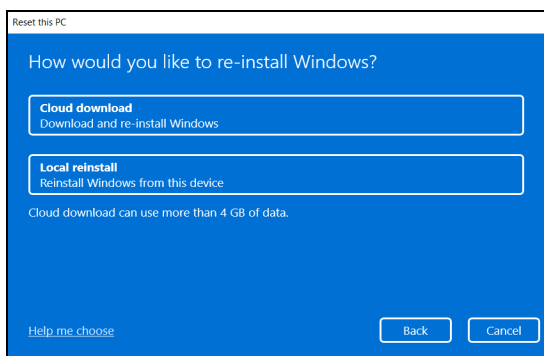 Reset this PC
How would you like to re-install Windows?
Cloud download
Download and re-install Windows
Local reinstall
Reinstall Windows from this device
Cloud download can use more than 4 GB of data.
Help me choose
Back
Cancel